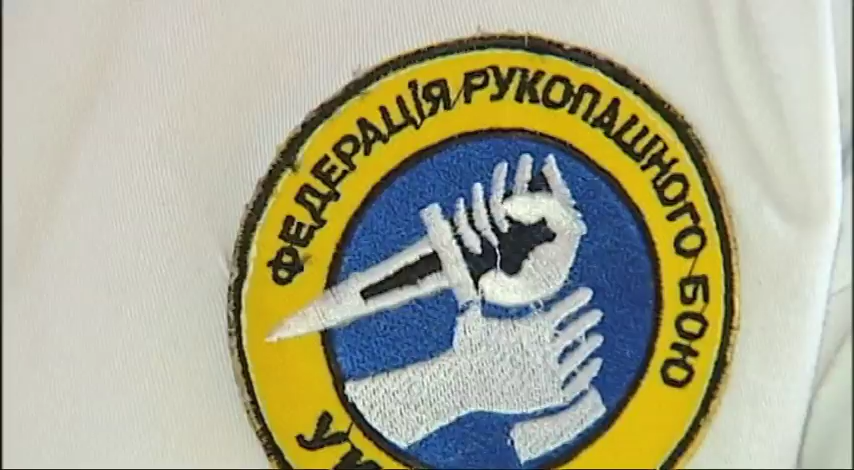 ФЕДЕРАЦІЯ РУКОПАШНОГО БОЮ